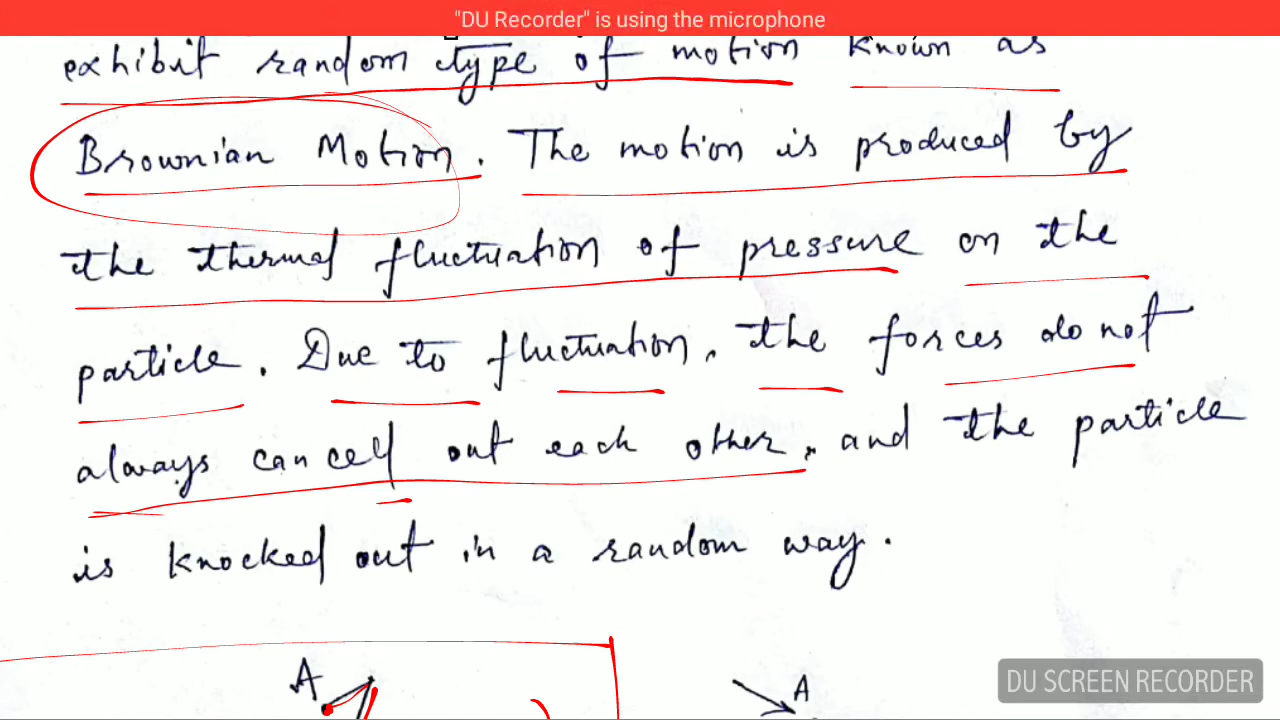 "DU Recorder" is using the microphone
exhibit random type of motion known as
Brownian Motion. The motion is produced by
the thermal fluctuation of pressure on the
particle. Due to fluctuation, the forces do not
always cancel out each other, and the particle
is knocked out in a random way.
A
A
DU SCREEN RECORDER